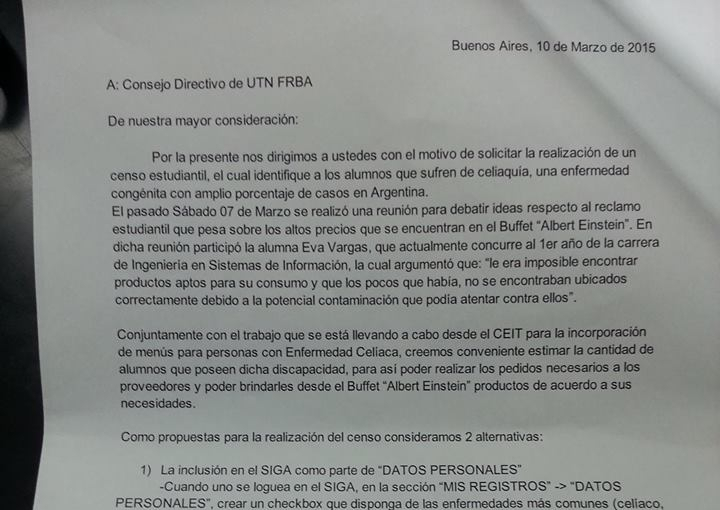 Buenos Aires, 10 de Marzo de 2015
A: Consejo Directivo de UTN FRBA
De nuestra mayor consideración:
Por la presente nos dirigimos a ustedes con el motivo de solicitar la realización de un
censo estudiantil, el cual identifique a los alumnos que sufren de celiaquía, una enfermedad
congénita con amplio porcentaje de casos en Argentina.
El pasado Sábado 07 de Marzo se realizó una reunión para debatir ideas respecto al reclamo
estudiantil que pesa sobre los altos precios que se encuentran en el Buffet “Albert Einstein”. En
dicha reunión participó la alumna Eva Vargas, que actualmente concurre al 1er año de la carrera
de Ingeniería en Sistemas de Información, la cual argumentó que: “le era imposible encontrar
productos aptos para su consumo y que los pocos que había, no se encontraban ubicados
correctamente debido a la potencial contaminación que podía atentar contra ellos”.
Conjuntamente con el trabajo que se está llevando a cabo desde el CEIT para la incorporación
de menús para personas con Enfermedad Celíaca, creemos conveniente estimar la cantidad de
alumnos que poseen dicha discapacidad, para así poder realizar los pedidos necesarios a los
proveedores y poder brindarles desde el Buffet “Albert Einstein” productos de acuerdo a sus
necesidades.
Como propuestas para la realización del censo consideramos 2 alternativas:
1) La inclusión en el SIGA como parte de “DATOS PERSONALES”
-Cuando uno se loguea en el SIGA, en la sección “MIS REGISTROS” -> “DATOS
PERSONALES”, crear un checkbox que disponga de las enfermedades más comunes (celíaco,